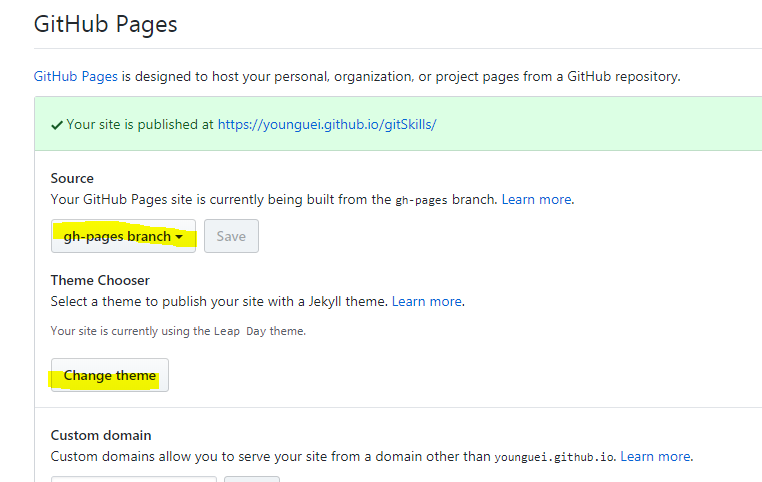 GitHub Pages
GitHub Pages is designed to host your personal, organization, or project pages from a GitHub repository.
Your site is published at https://younguei.github.io/gitSkills/
Source
Your GitHub Pages site is currently being built from the gh-pages branch. Learn more.
gh-pages branch
Save
Theme Chooser
Select a theme to publish your site with a Jekyll theme. Learn more.
Your site is currently using the Leap Day theme.
Change theme
Custom domain
Custom domains allow you to serve your site from a domain other than younguei.github.io. Learn more.